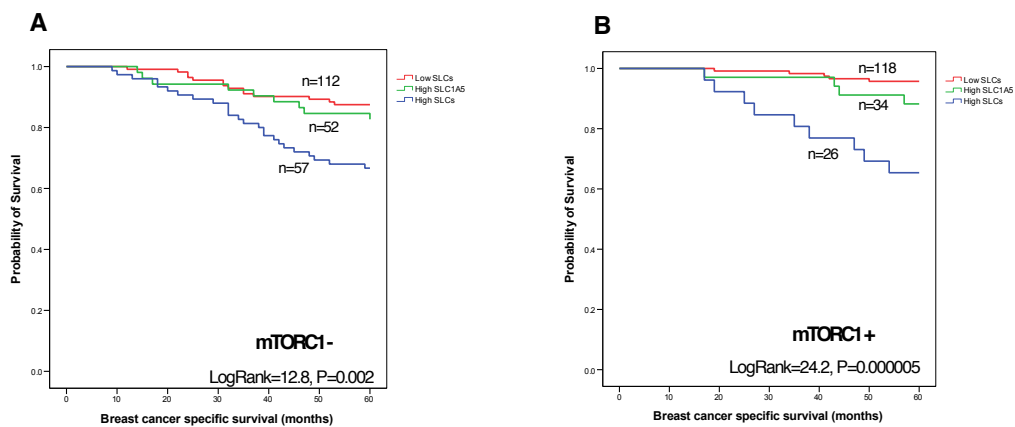 A
1.0
0.8
0.6
0.4
0.2
0.0
Probability of Survival
n=112
n=52
n=57
Low SLCs
High SLC1A5
High SLCs
mTORC1-
LogRank=12.8, P=0.002
0 10 20 30 40 50 60
Breast cancer specific survival (months)
B
1.0
0.8
0.6
0.4
0.2
0.0
Probability of Survival
n=118
n=34
n=26
Low SLCs
High SLC1A5
High SLCs
mTORC1+
LogRank=24.2, P=0.000005
0 10 20 30 40 50 60
Breast cancer specific survival (months)